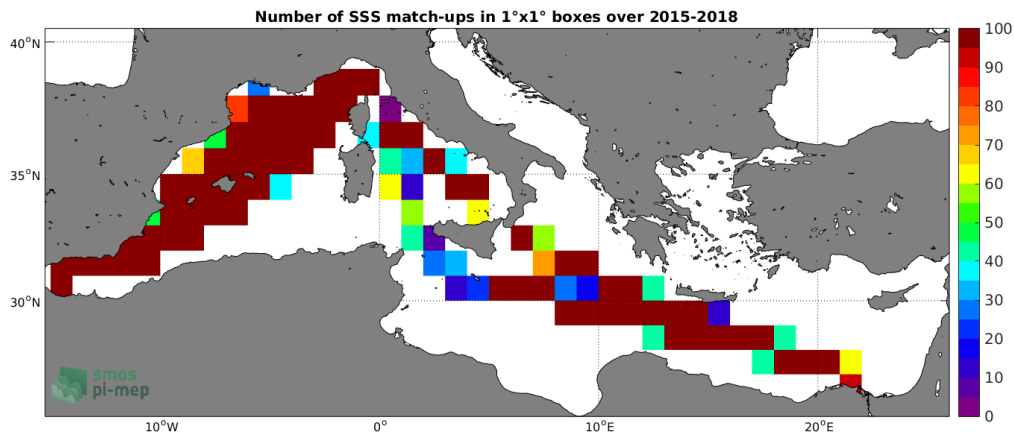 Number of SSS match-ups in 1°x1° boxes over 2015-2018
40°N
35°N
30°N
10°W
0°
10°E
20°E
100
90
80
70
60
50
40
30
20
10
0
smos
pi-mep